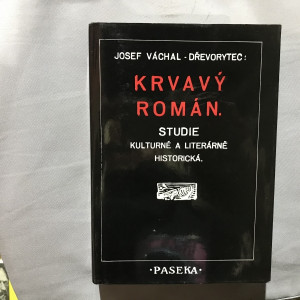 JOSEF VÁCHAL - DŘEVORYTEC:
KRVAVÝ
ROMÁN.
STUDIE
KULTURNĚ A LITERÁRNĚ
HISTORICKÁ.
·PASEKA·